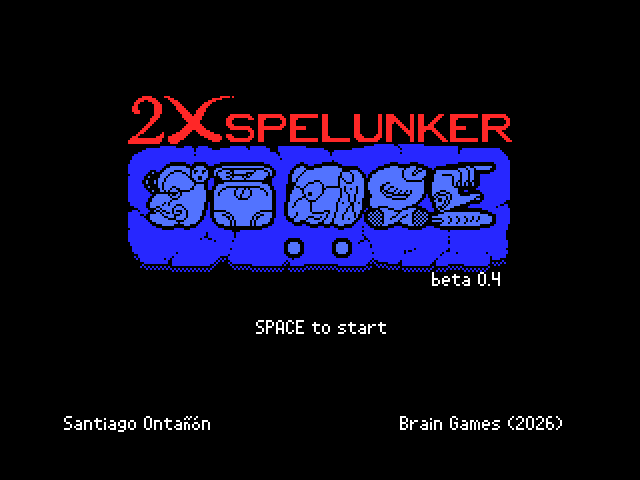 2X SPELUNKER
beta 0.4
SPACE to start
Santiago Ontañón
Brain Games (2026)